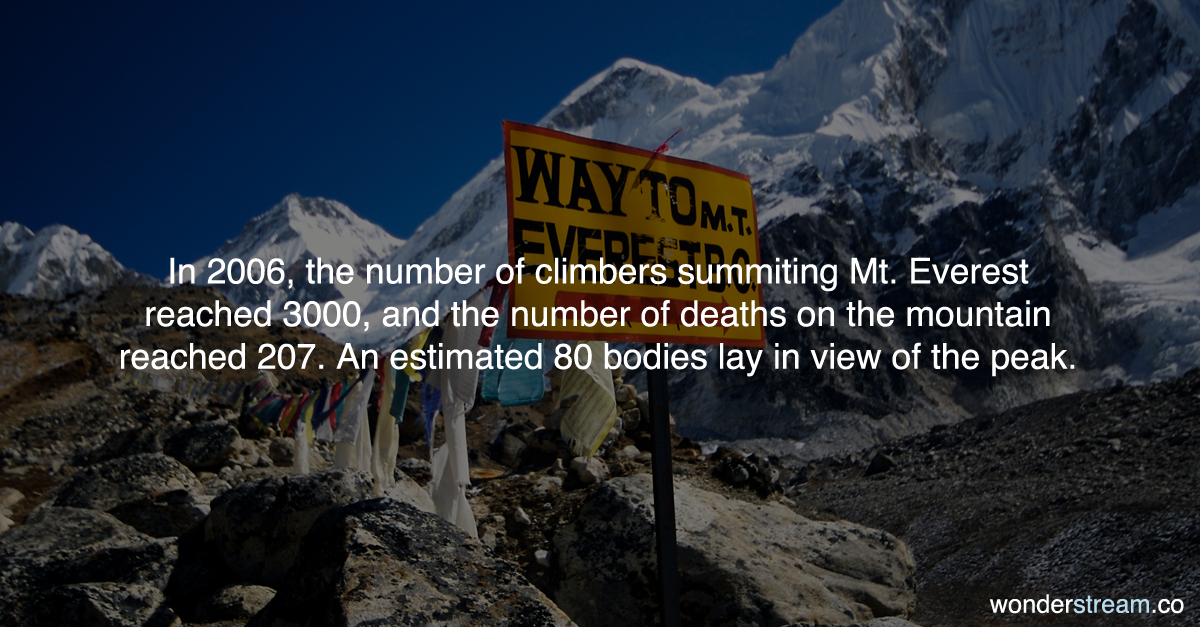 WAY TO M.T.
EVEREST B.C.
In 2006, the number of climbers summiting Mt. Everest
reached 3000, and the number of deaths on the mountain
reached 207. An estimated 80 bodies lay in view of the peak.
wonderstream.co